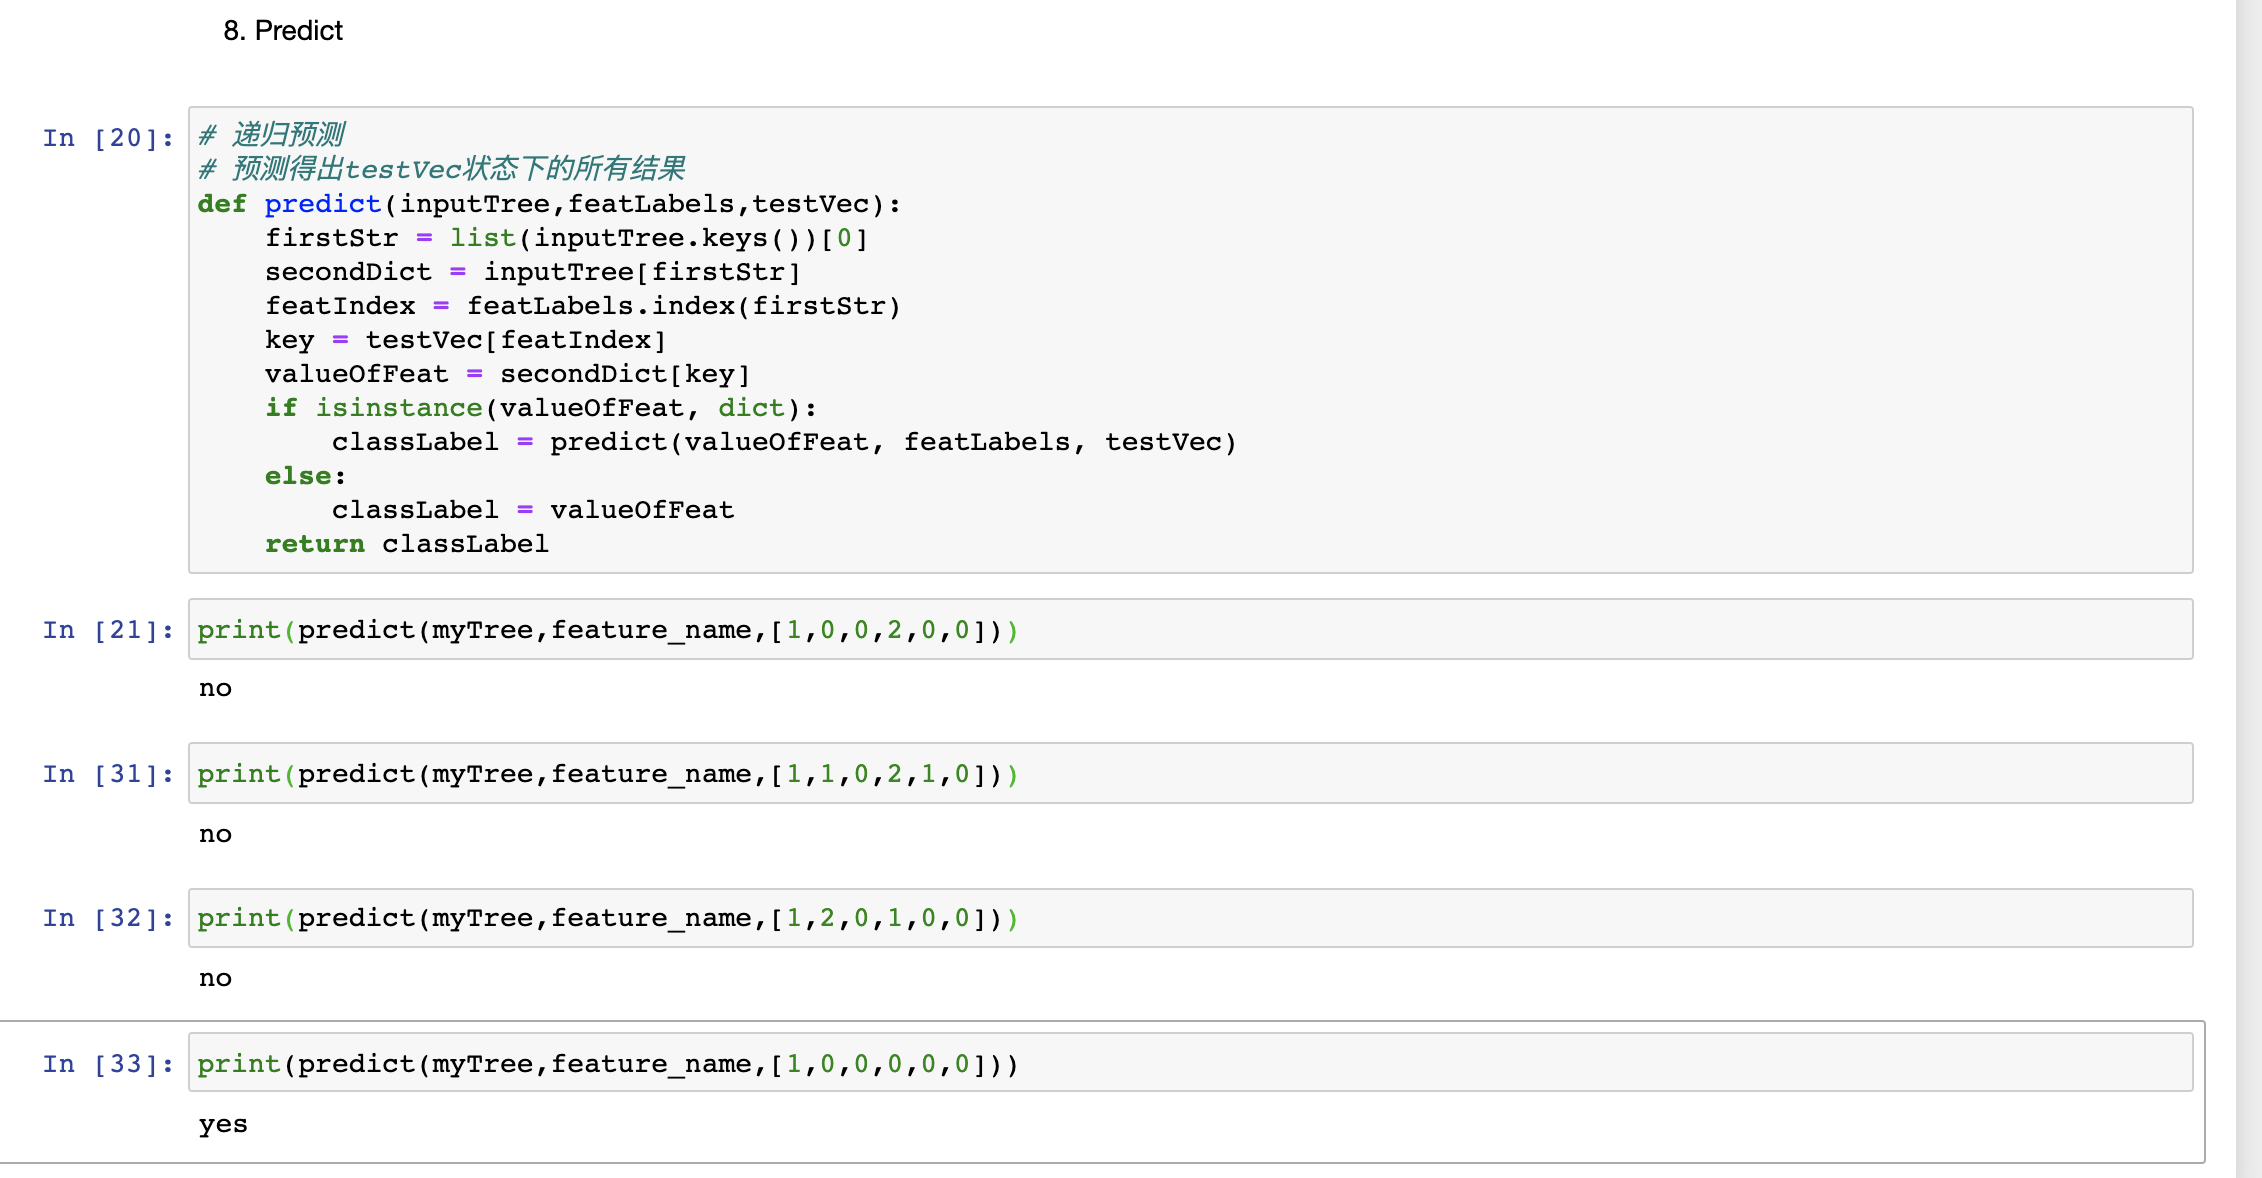 8. Predict
In [20]:
# 递归预测
# 预测得出testVec状态下的所有结果
def predict(inputTree,featLabels,testVec):
    firstStr = list(inputTree.keys())[0]
    secondDict = inputTree[firstStr]
    featIndex = featLabels.index(firstStr)
    key = testVec[featIndex]
    valueOfFeat = secondDict[key]
    if isinstance(valueOfFeat, dict):
        classLabel = predict(valueOfFeat, featLabels, testVec)
    else:
        classLabel = valueOfFeat
    return classLabel
In [21]: print(predict(myTree,feature_name,[1,0,0,2,0,0]))
no
In [31]: print(predict(myTree,feature_name,[1,1,0,2,1,0]))
no
In [32]: print(predict(myTree,feature_name,[1,2,0,1,0,0]))
no
In [33]: print(predict(myTree,feature_name,[1,0,0,0,0,0]))
yes